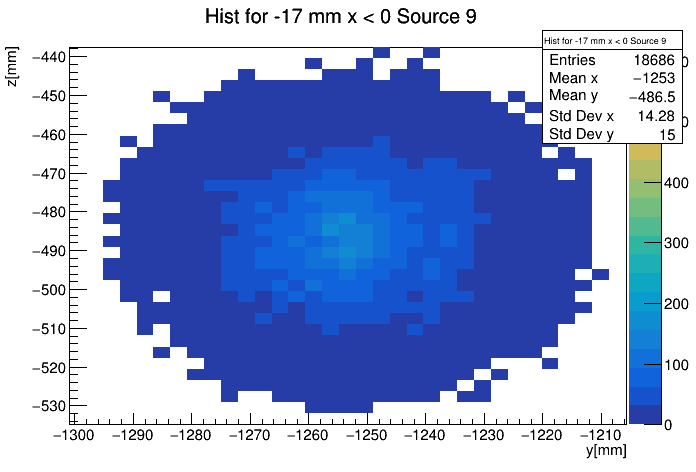 Hist for -17 mm x < 0 Source 9
Hist for -17 mm x < 0 Source 9
Entries 18686
Mean x −1253
Mean y −486.5
Std Dev x 14.28
Std Dev y 15
z[mm]
−440
−450
−460
−470
−480
−490
−500
−510
−520
−530
0
0
400
300
200
100
0
−1300 −1290 −1280 −1270 −1260 −1250 −1240 −1230 −1220 −1210
y[mm]